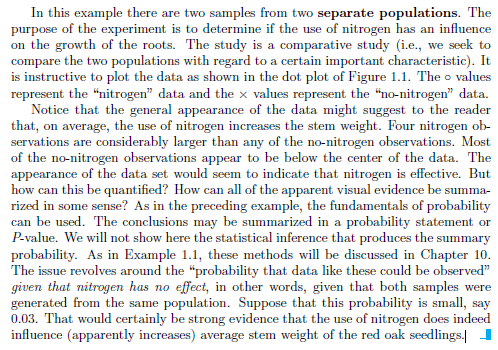 In this example there are two samples from two separate populations. The
purpose of the experiment is to determine if the use of nitrogen has an influence
on the growth of the roots. The study is a comparative study (i.e., we seek to
compare the two populations with regard to a certain important characteristic). It
is instructive to plot the data as shown in the dot plot of Figure 1.1. The ◦ values
represent the “nitrogen” data and the × values represent the “no-nitrogen” data.
Notice that the general appearance of the data might suggest to the reader
that, on average, the use of nitrogen increases the stem weight. Four nitrogen ob-
servations are considerably larger than any of the no-nitrogen observations. Most
of the no-nitrogen observations appear to be below the center of the data. The
appearance of the data set would seem to indicate that nitrogen is effective. But
how can this be quantified? How can all of the apparent visual evidence be summa-
rized in some sense? As in the preceding example, the fundamentals of probability
can be used. The conclusions may be summarized in a probability statement or
P-value. We will not show here the statistical inference that produces the summary
probability. As in Example 1.1, these methods will be discussed in Chapter 10.
The issue revolves around the “probability that data like these could be observed”
given that nitrogen has no effect, in other words, given that both samples were
generated from the same population. Suppose that this probability is small, say
0.03. That would certainly be strong evidence that the use of nitrogen does indeed
influence (apparently increases) average stem weight of the red oak seedlings.